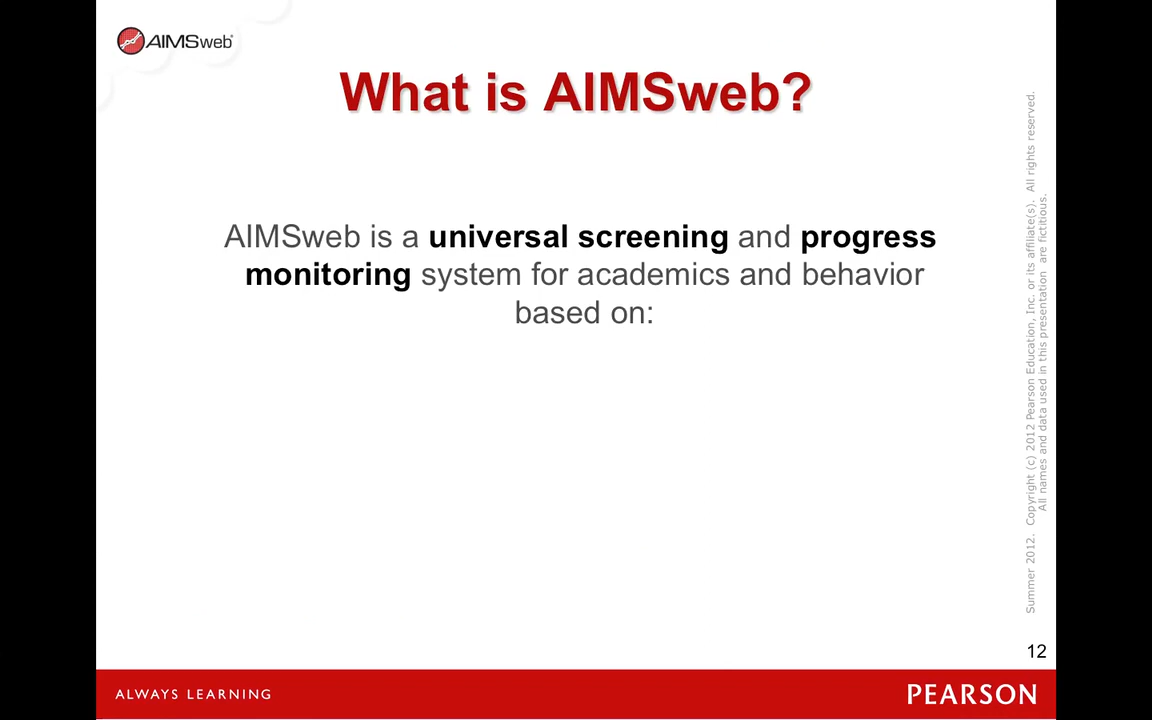 AIMSweb
What is AIMSweb?
AIMSweb is a universal screening and progress
monitoring system for academics and behavior
based on:
Summer 2012. Copyright (c) 2012 Pearson Education, Inc. or its affiliate(s). All rights reserved.
All names and data used in this presentation are fictitious.
12
ALWAYS LEARNING
PEARSON